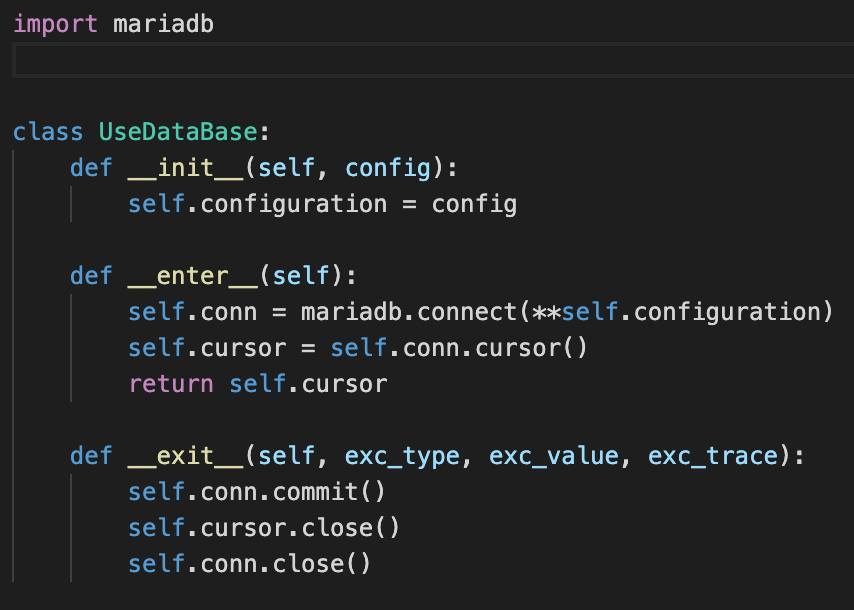 import mariadb
class UseDataBase:
    def __init__(self, config):
        self.configuration = config
    def __enter__(self):
        self.conn = mariadb.connect(**self.configuration)
        self.cursor = self.conn.cursor()
        return self.cursor
    def __exit__(self, exc_type, exc_value, exc_trace):
        self.conn.commit()
        self.cursor.close()
        self.conn.close()